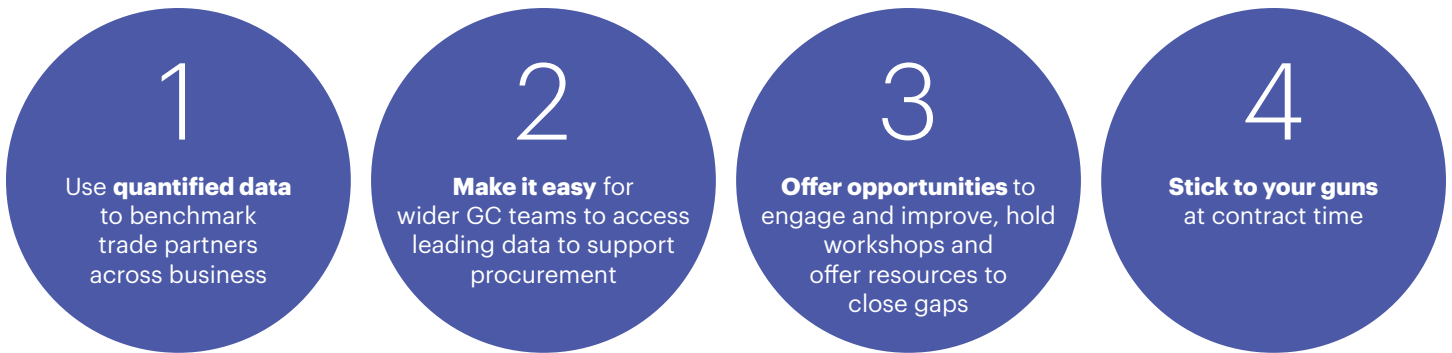 1
Use quantified data
to benchmark
trade partners
across business
2
Make it easy for
wider GC teams to access
leading data to support
procurement
3
Offer opportunities to
engage and improve, hold
workshops and
offer resources to
close gaps
4
Stick to your guns
at contract time